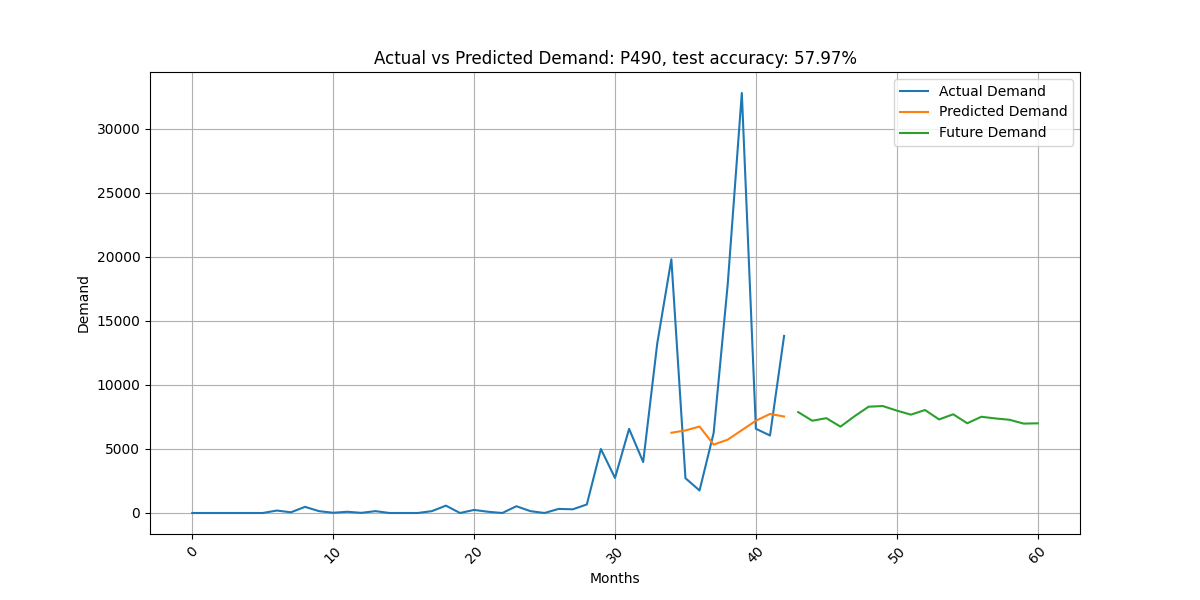 Actual vs Predicted Demand: P490, test accuracy: 57.97%
Actual Demand
Predicted Demand
Future Demand
30000
25000
20000
15000
10000
5000
0
Demand
0
10
20
30
40
50
60
Months